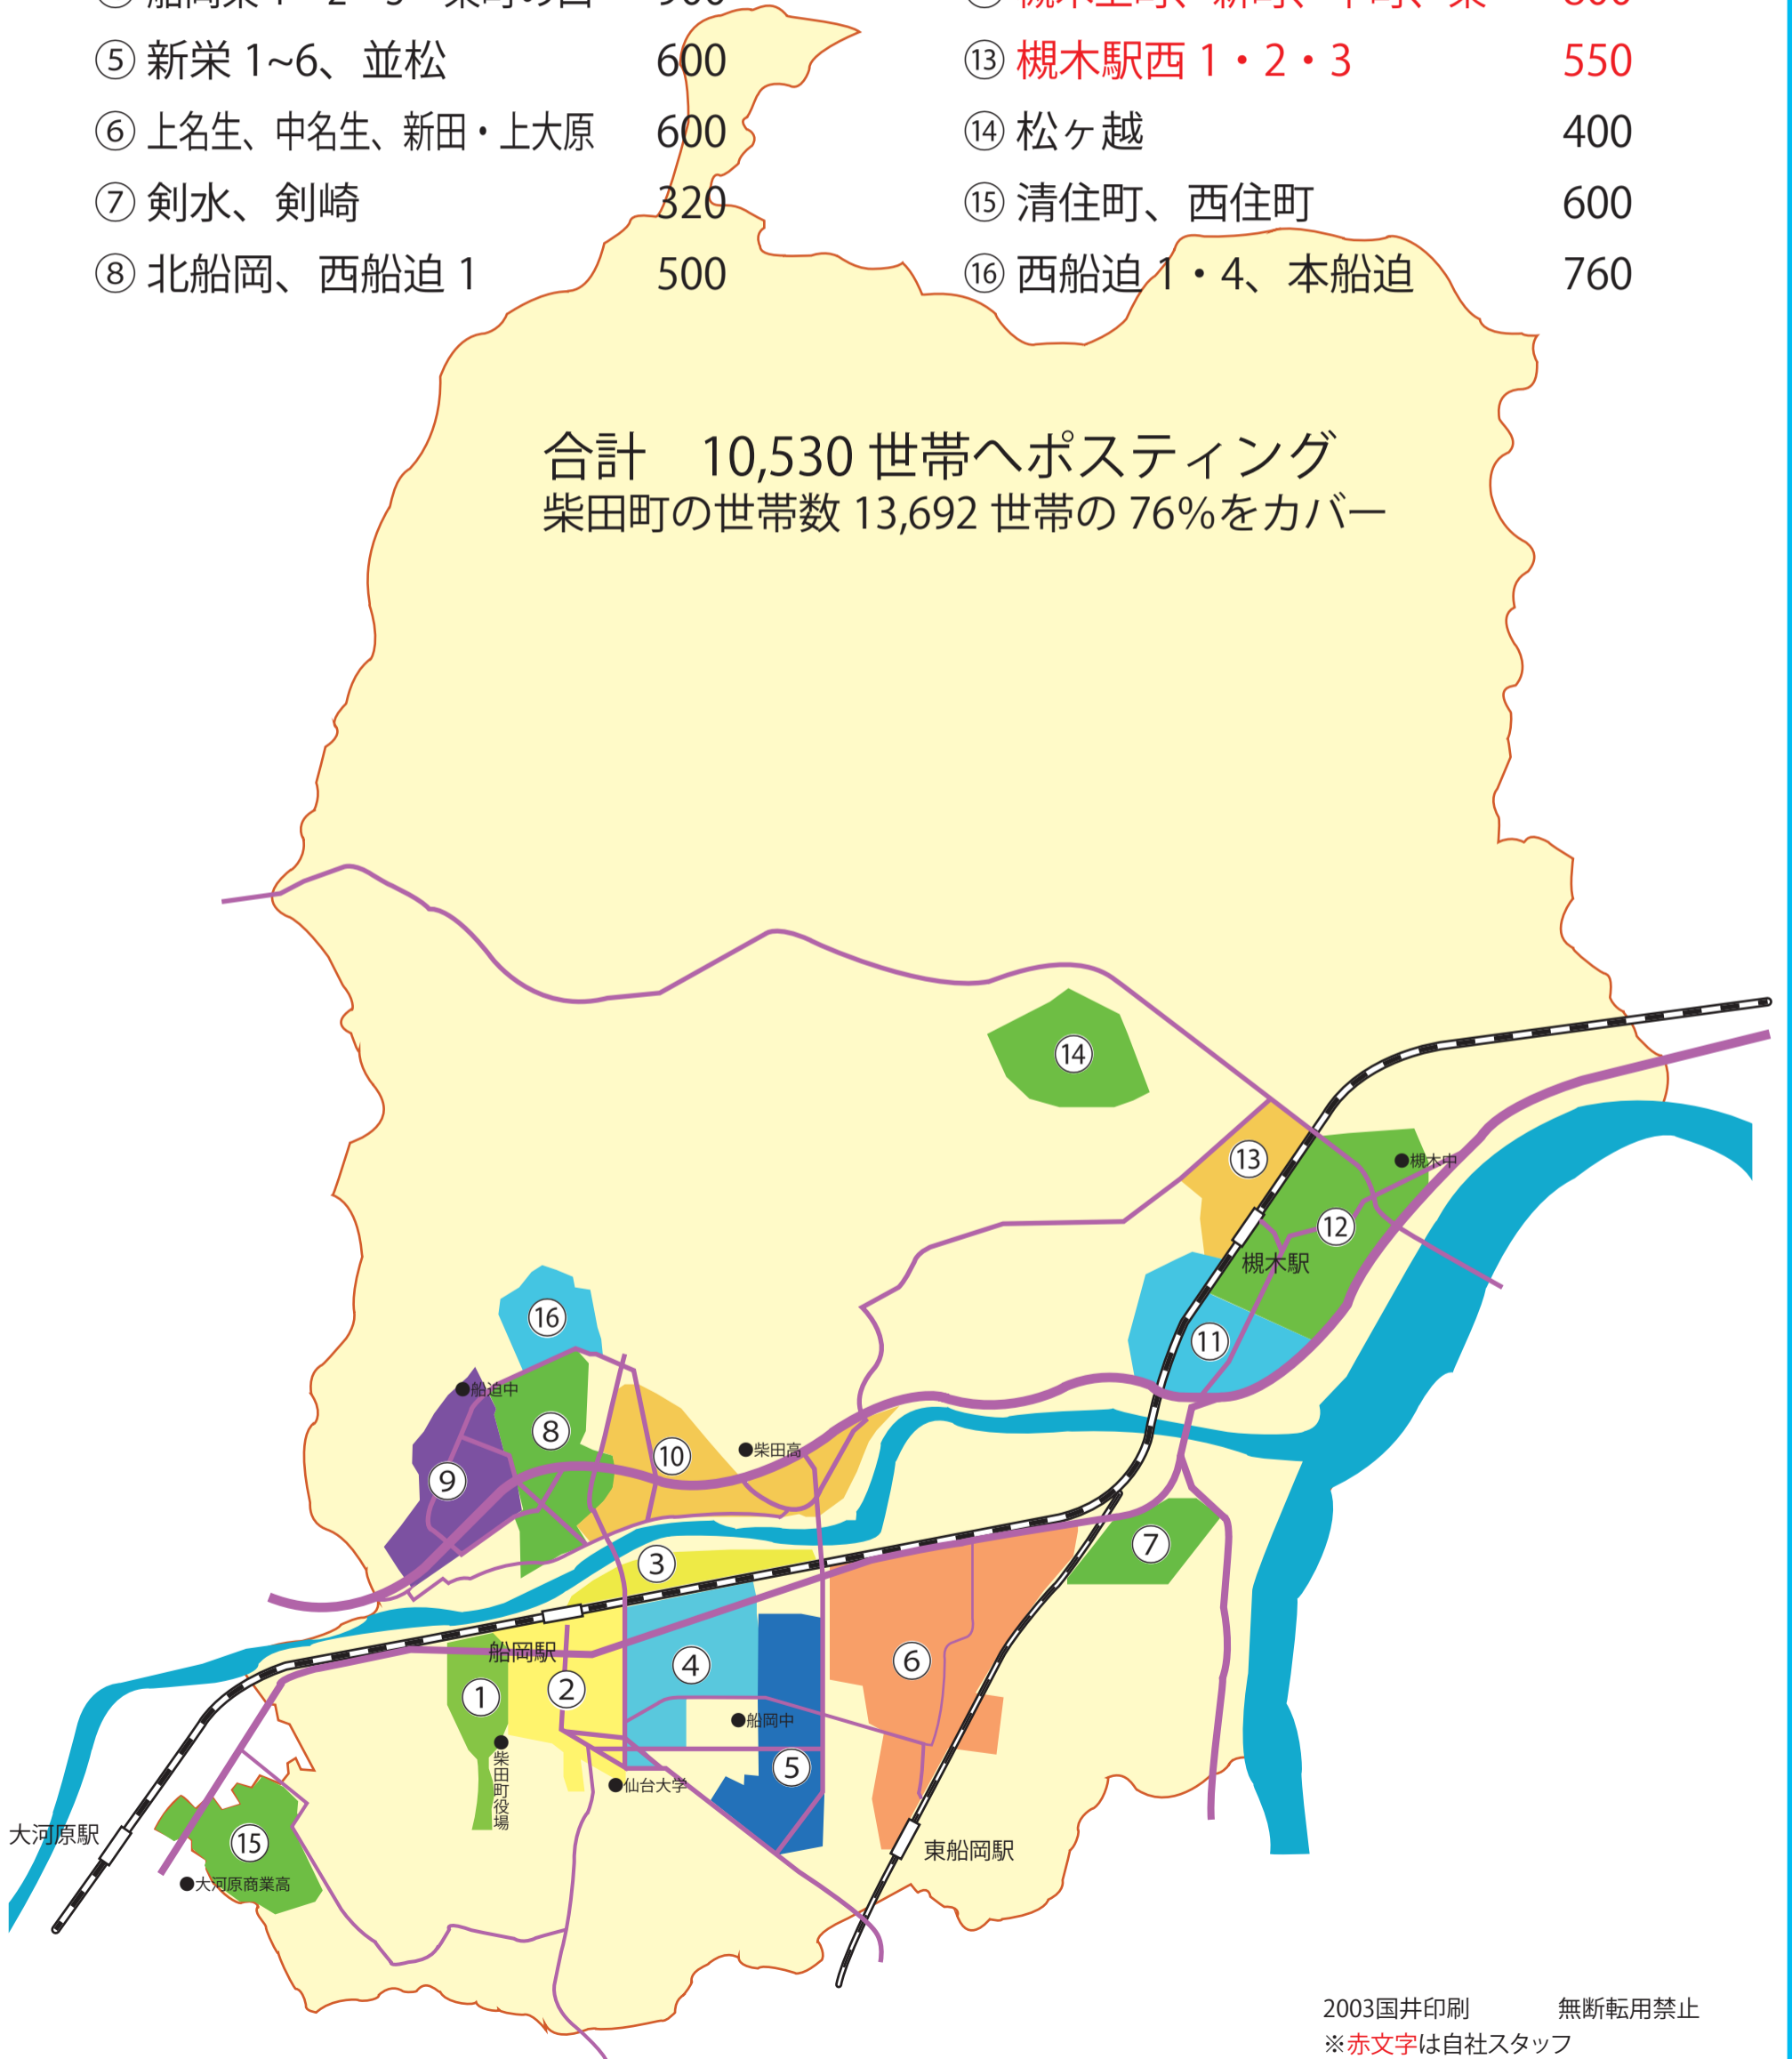 ⑤ 新栄 1~6、並松 600
⑥ 上名生、中名生、新田・上大原 600
⑦ 剣水、剣崎 320
⑧ 北船岡、西船迫 1 500
⑬ 槻木駅西 1・2・3 550
⑭ 松ヶ越 400
⑮ 清住町、西住町 600
⑯ 西船迫 1・4、本船迫 760
合計 10,530 世帯へポスティング
柴田町の世帯数 13,692 世帯の 76%をカバー
⑭
⑬
槻木中
⑫
槻木駅
⑯
⑪
船迫中
⑧
⑩
柴田高
⑨
⑦
③
船岡駅
④
⑥
①
②
船岡中
柴田町役場
⑤
仙台大学
大河原駅
⑮
東船岡駅
大河原商業高
2003国井印刷 無断転用禁止
※赤文字は自社スタッフ